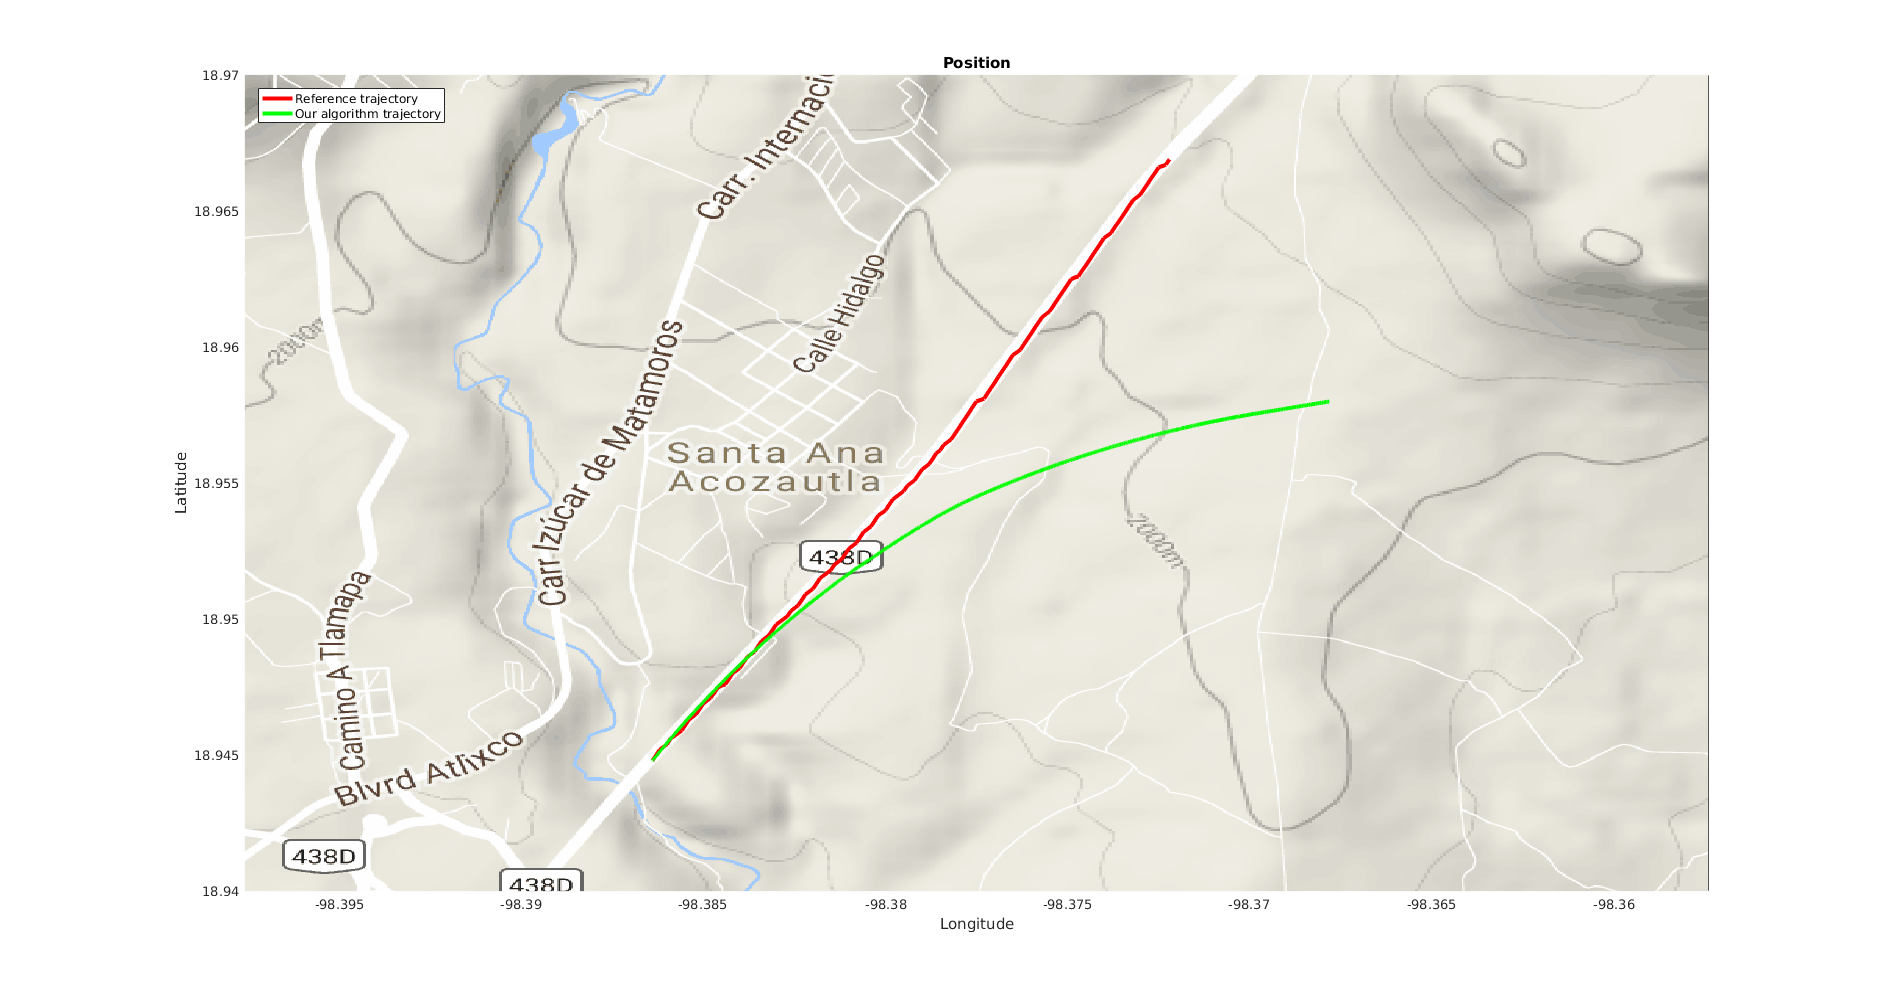 Position
18.97
18.965
18.96
18.955
18.95
18.945
18.94
Latitude
Reference trajectory
Our algorithm trajectory
Carr. Internaci
Calle Hidalgo
2000m
Carr Izúcar de Matamoros
Santa Ana
Acozautla
438D
2000m
Camino A Tlamapa
Blvrd Atlixco
438D
438D
-98.395
-98.39
-98.385
-98.38
-98.375
-98.37
-98.365
-98.36
Longitude